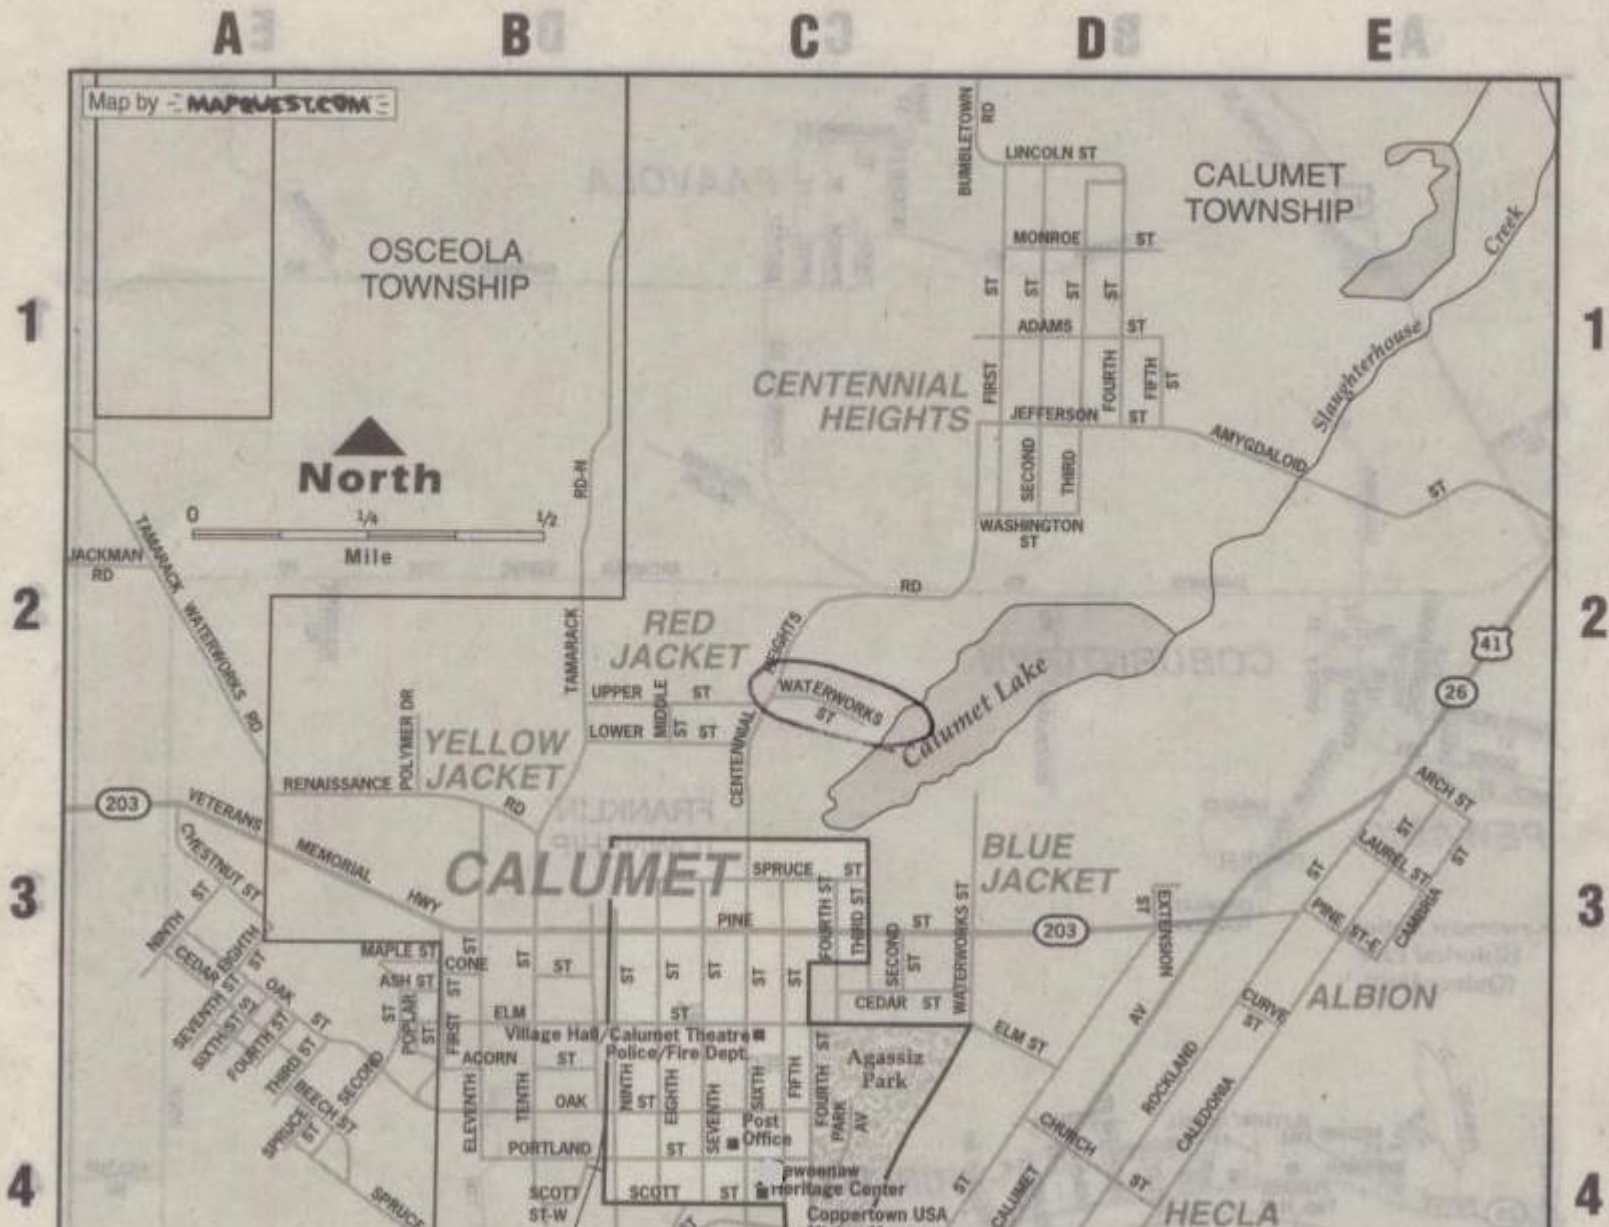 A B C D E
Map by MAPQUEST.COM
BUMBLETOWN
RD
LINCOLN ST
CALUMET
TOWNSHIP
OSCEOLA
TOWNSHIP
MONROE ST
Creek
1 1
ST ST ST ST
ADAMS ST
Slaughterhouse
CENTENNIAL
HEIGHTS
FIRST
FOURTH
FIFTH
ST
JEFFERSON ST
AMYGDALOID
ST
North
RD-N
SECOND
THIRD
0 1/4 1/2
Mile
WASHINGTON
ST
TAMARACK WATERWORKS RD
JACKMAN
RD
2 2
RD
TAMARACK
RED
JACKET
HEIGHTS
41
UPPER ST
MIDDLE
ST
WATERWORKS
ST
Calumet Lake
26
LOWER ST
CENTENNIAL
POLYMER DR
YELLOW
JACKET
RENAISSANCE
RD
203
VETERANS
MEMORIAL
HWY
ARCH ST
CHESTNUT ST
CALUMET
SPRUCE ST
BLUE
JACKET
ST
LAUREL ST
ST
ST
CAMBRIA
3 3
PINE ST
FOURTH ST
THIRD ST
SECOND
ST
WATERWORKS ST
203
EXTENSION
ST
PINE ST-E
NINTH
ST
CEDAR
EIGHTH
ST
MAPLE ST
CONE
ST
ST
ST
ASH ST
ST ST ST ST ST
CEDAR ST
ALBION
OAK
ST
SEVENTH ST
SIXTH ST
FOURTH ST
THIRD ST
BEECH ST
SECOND
ST
POPLAR
ST
FIRST
ST
ELM
ST
ELM ST
AV
CURVE
ST
Village Hall/Calumet Theatre
Police/Fire Dept.
ACORN ST
Agassiz
Park
ROCKLAND
CALEDONIA
ELEVENTH
TENTH
OAK
NINTH
ST
EIGHTH
SEVENTH
SIXTH
FIFTH
FOURTH
ST
PARK
AV
Post
Office
SPRUCE
ST
PORTLAND
ST
CHURCH
ST
4 4
SPRUCE
SCOTT
ST-W
SCOTT ST
eweenaw
Heritage Center
Coppertown USA
ST
CALUMET
HECLA